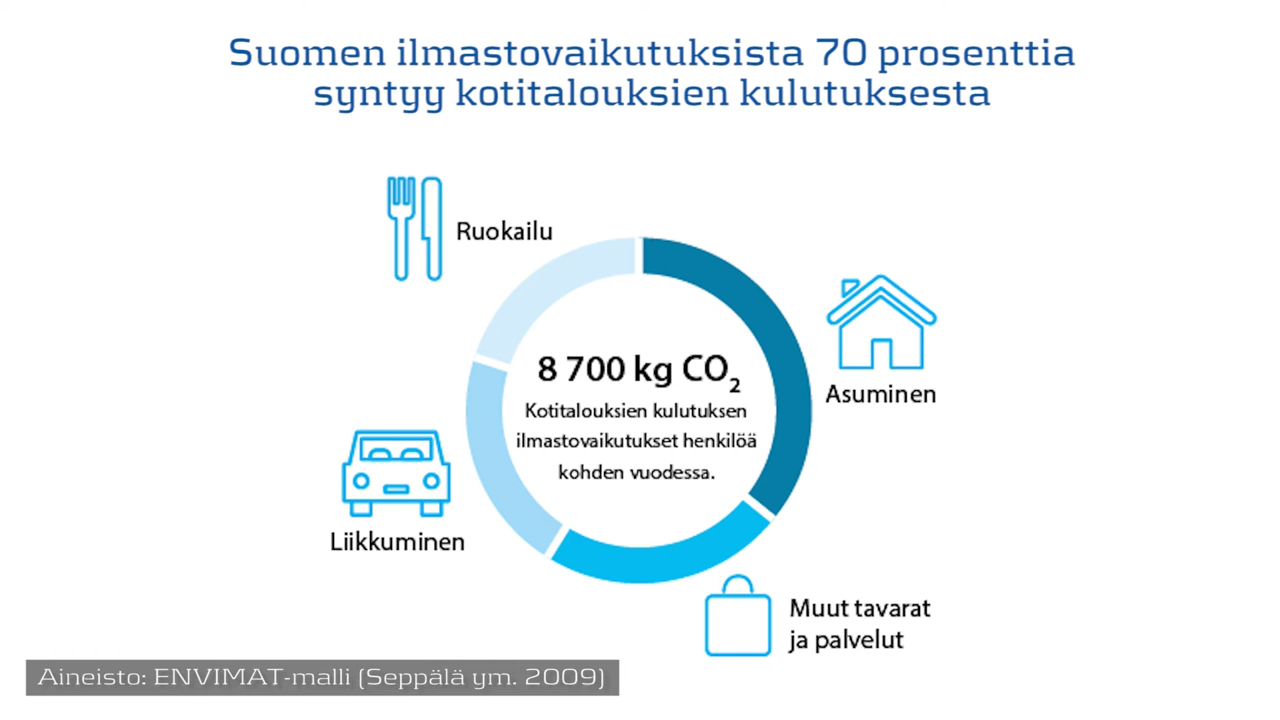 Suomen ilmastovaikutuksista 70 prosenttia
syntyy kotitalouksien kulutuksesta
Ruokailu
8 700 kg CO₂
Kotitalouksien kulutuksen
ilmastovaikutukset henkilöä
kohden vuodessa.
Asuminen
Liikkuminen
Muut tavarat
ja palvelut
Aineisto: ENVIMAT-malli (Seppälä ym. 2009)